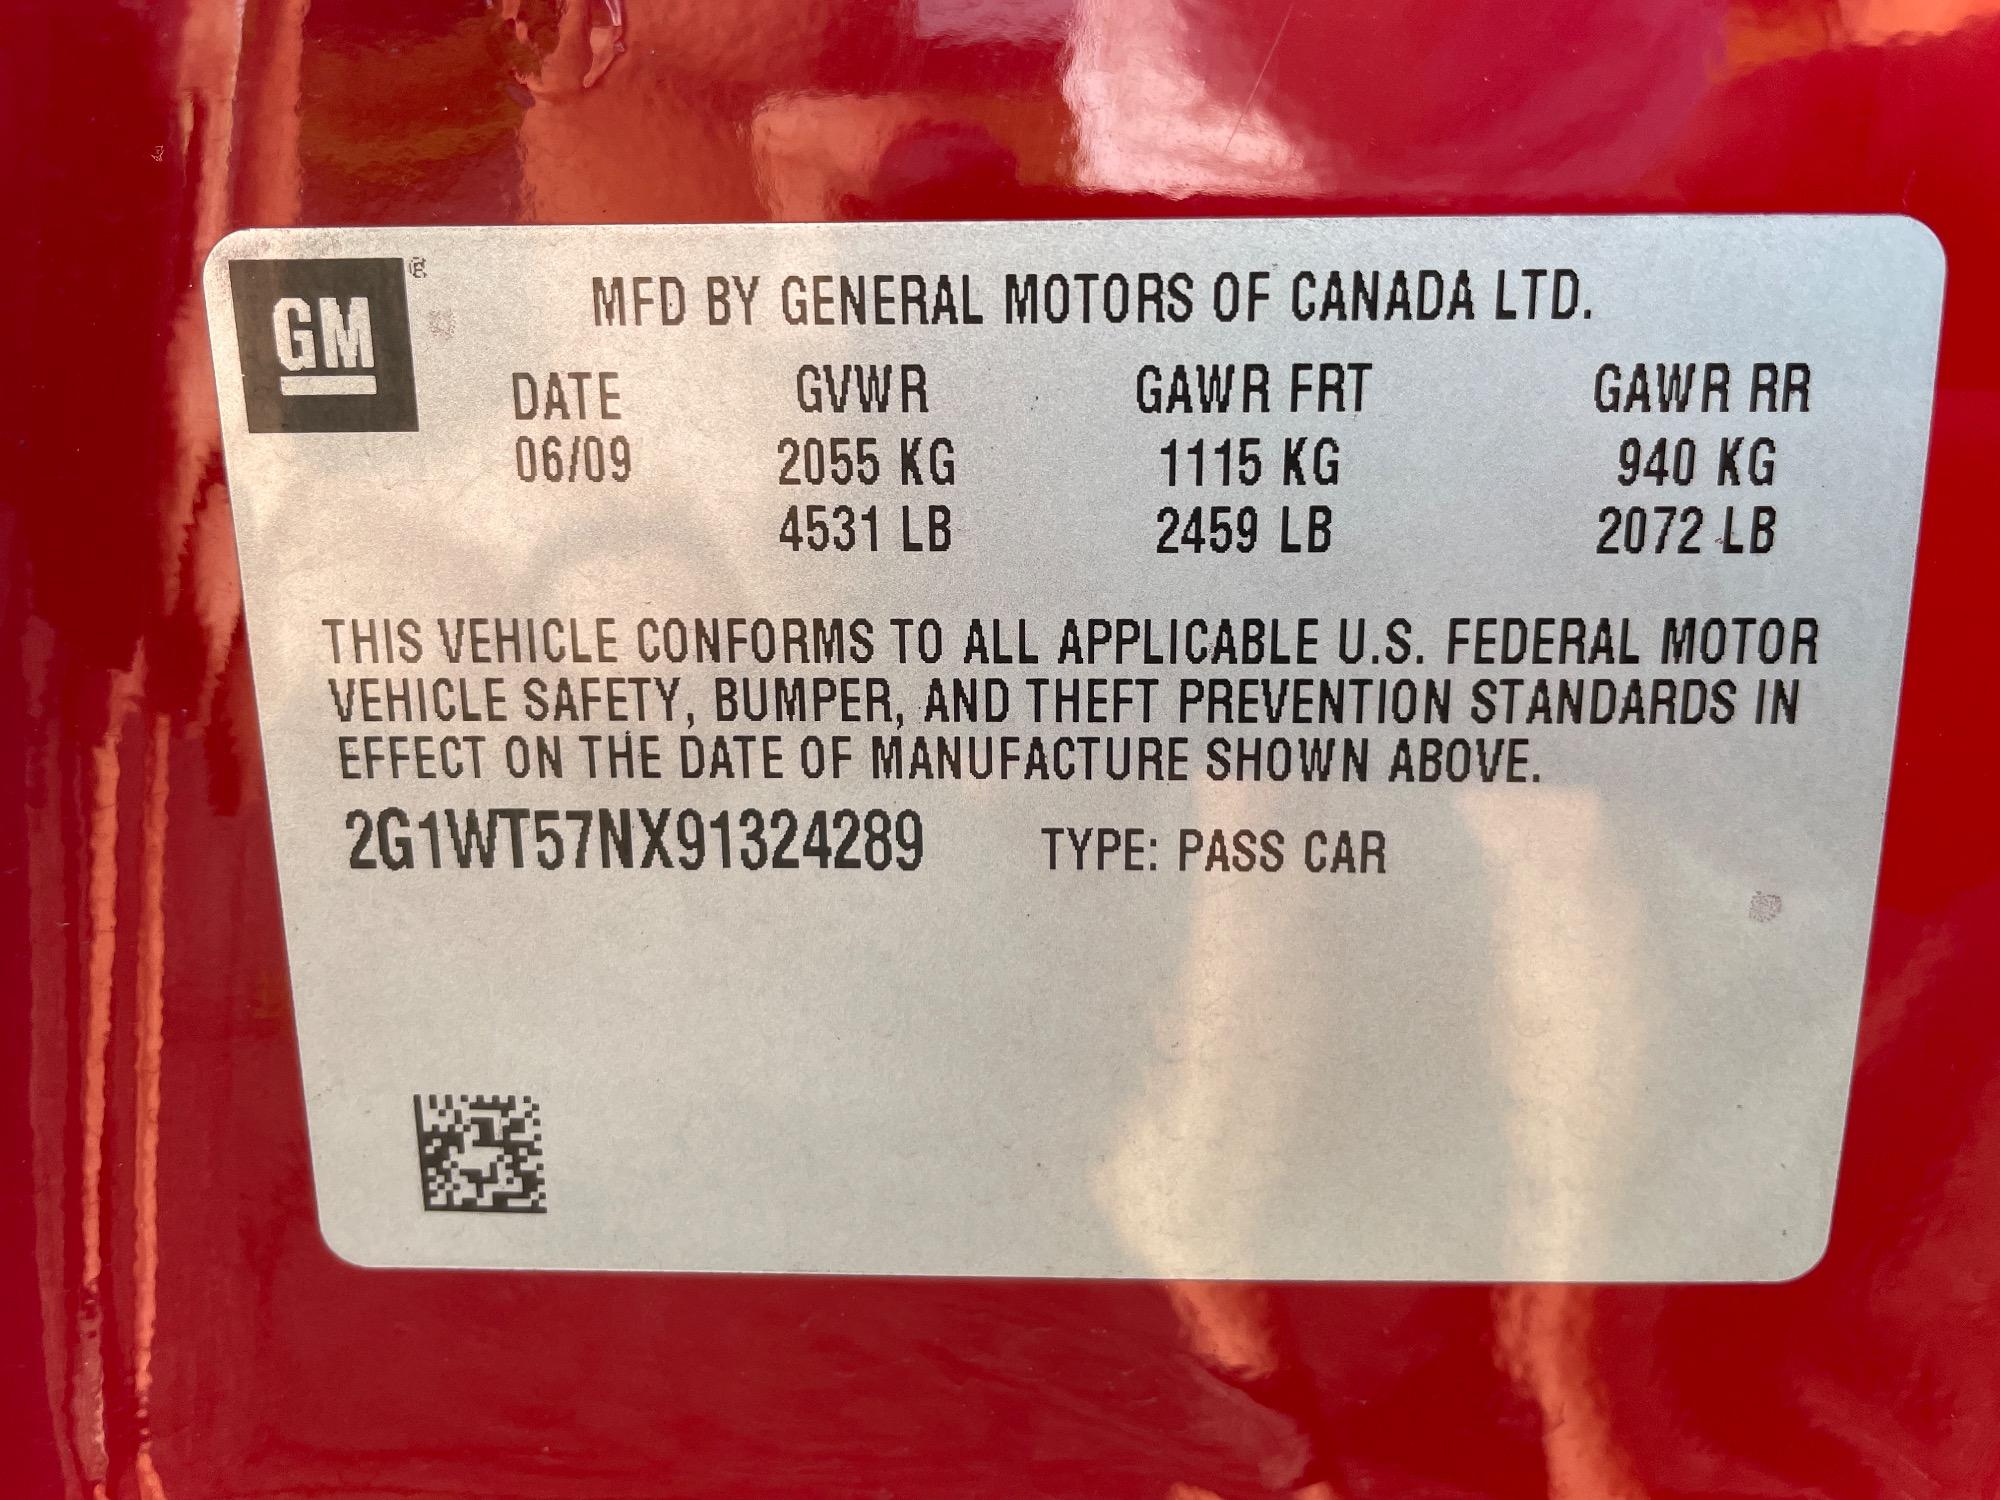 GM ®
MFD BY GENERAL MOTORS OF CANADA LTD.
DATE GVWR GAWR FRT GAWR RR
06/09 2055 KG 1115 KG 940 KG
4531 LB 2459 LB 2072 LB
THIS VEHICLE CONFORMS TO ALL APPLICABLE U.S. FEDERAL MOTOR
VEHICLE SAFETY, BUMPER, AND THEFT PREVENTION STANDARDS IN
EFFECT ON THE DATE OF MANUFACTURE SHOWN ABOVE.
2G1WT57NX91324289 TYPE: PASS CAR